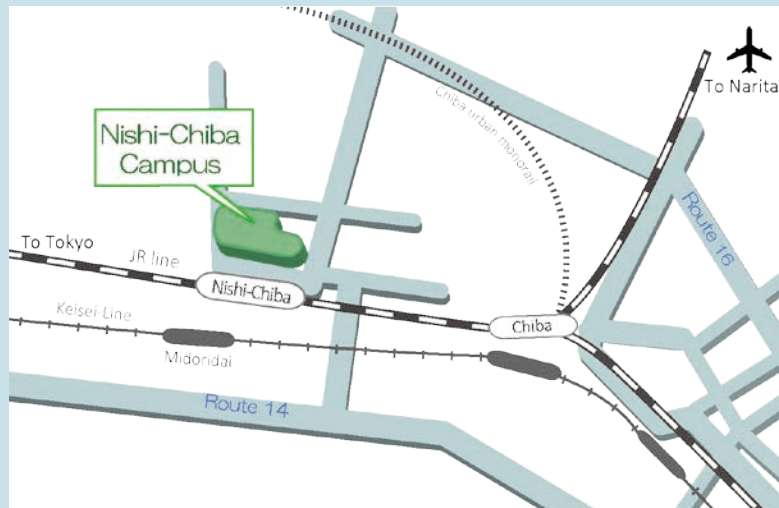 To Narita
Chiba urban monorail
Nishi-Chiba
Campus
Route 16
To Tokyo
JR line
Nishi-Chiba
Keisei-Line
Chiba
Midoridai
Route 14